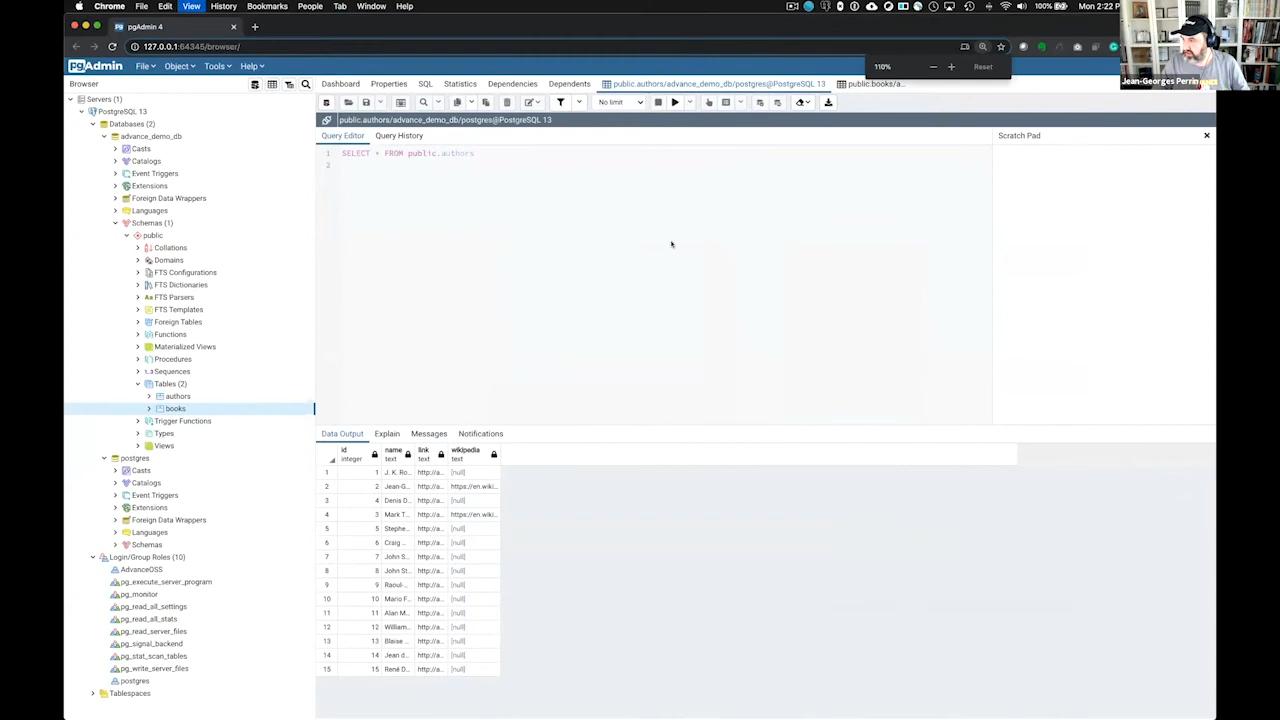 Chrome File Edit View History Bookmarks People Tab Window Help 100% Mon 2:22 P
pgAdmin 4
127.0.0.1:64345/browser/
pgAdmin File Object Tools Help
110% Reset
Jean-Georges Perrin
Browser
Dashboard Properties SQL Statistics Dependencies Dependents public.authors/advance_demo_db/postgres@PostgreSQL 13 public.books/a...
No limit
public.authors/advance_demo_db/postgres@PostgreSQL 13
Query Editor Query History
Scratch Pad
1 SELECT * FROM public.authors
2
Servers (1)
PostgreSQL 13
Databases (2)
advance_demo_db
Casts
Catalogs
Event Triggers
Extensions
Foreign Data Wrappers
Languages
Schemas (1)
public
Collations
Domains
FTS Configurations
FTS Dictionaries
FTS Parsers
FTS Templates
Foreign Tables
Functions
Materialized Views
Procedures
Sequences
Tables (2)
authors
books
Trigger Functions
Types
Views
postgres
Casts
Catalogs
Event Triggers
Extensions
Foreign Data Wrappers
Languages
Schemas
Login/Group Roles (10)
AdvanceOSS
pg_execute_server_program
pg_monitor
pg_read_all_settings
pg_read_all_stats
pg_read_server_files
pg_signal_backend
pg_stat_scan_tables
pg_write_server_files
postgres
Tablespaces
Data Output Explain Messages Notifications
id name link wikipedia
integer text text text
1 1 J. K. Ro... http://a... [null]
2 2 Jean-G... http://a... https://en.wiki...
3 4 Denis D... http://a... [null]
4 3 Mark T... http://a... https://en.wiki...
5 5 Stephe... http://a... [null]
6 6 Craig ... http://a... [null]
7 7 John S... http://a... [null]
8 8 John St... http://a... [null]
9 9 Raoul-... http://a... [null]
10 10 Mario F... http://a... [null]
11 11 Alan M... http://a... [null]
12 12 William... http://a... [null]
13 13 Blaise ... http://a... [null]
14 14 Jean d... http://a... [null]
15 15 René D... http://a... [null]